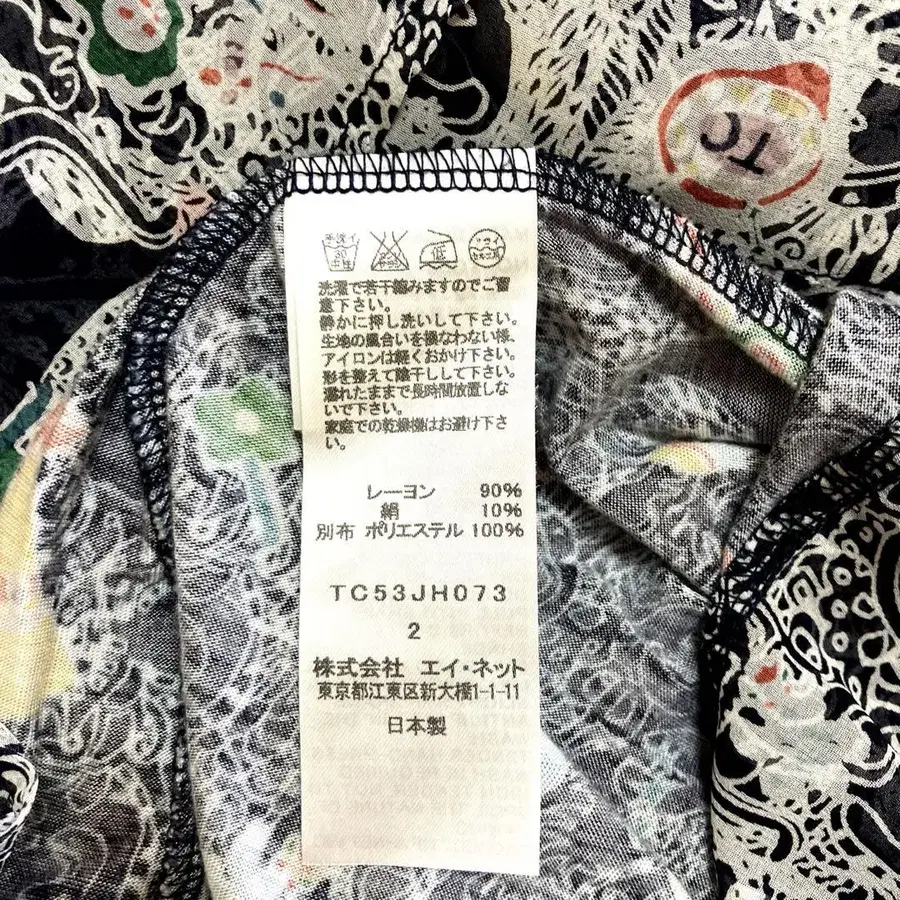 TC
手洗イ
30
中性
洗濯で若干縮みますのでご留
意下さい。
静かに押し洗いして下さい。
生地の風合いを損なわない様、
アイロンは軽くおかけ下さい。
形を整えて陰干しして下さい。
濡れたままで長時間放置しな
いで下さい。
家庭での乾燥機はお避け下さ
い。
レーヨン 90%
絹 10%
別布 ポリエステル 100%
TC53JH073
2
株式会社 エイ・ネット
東京都江東区新大橋1-1-11
日本製